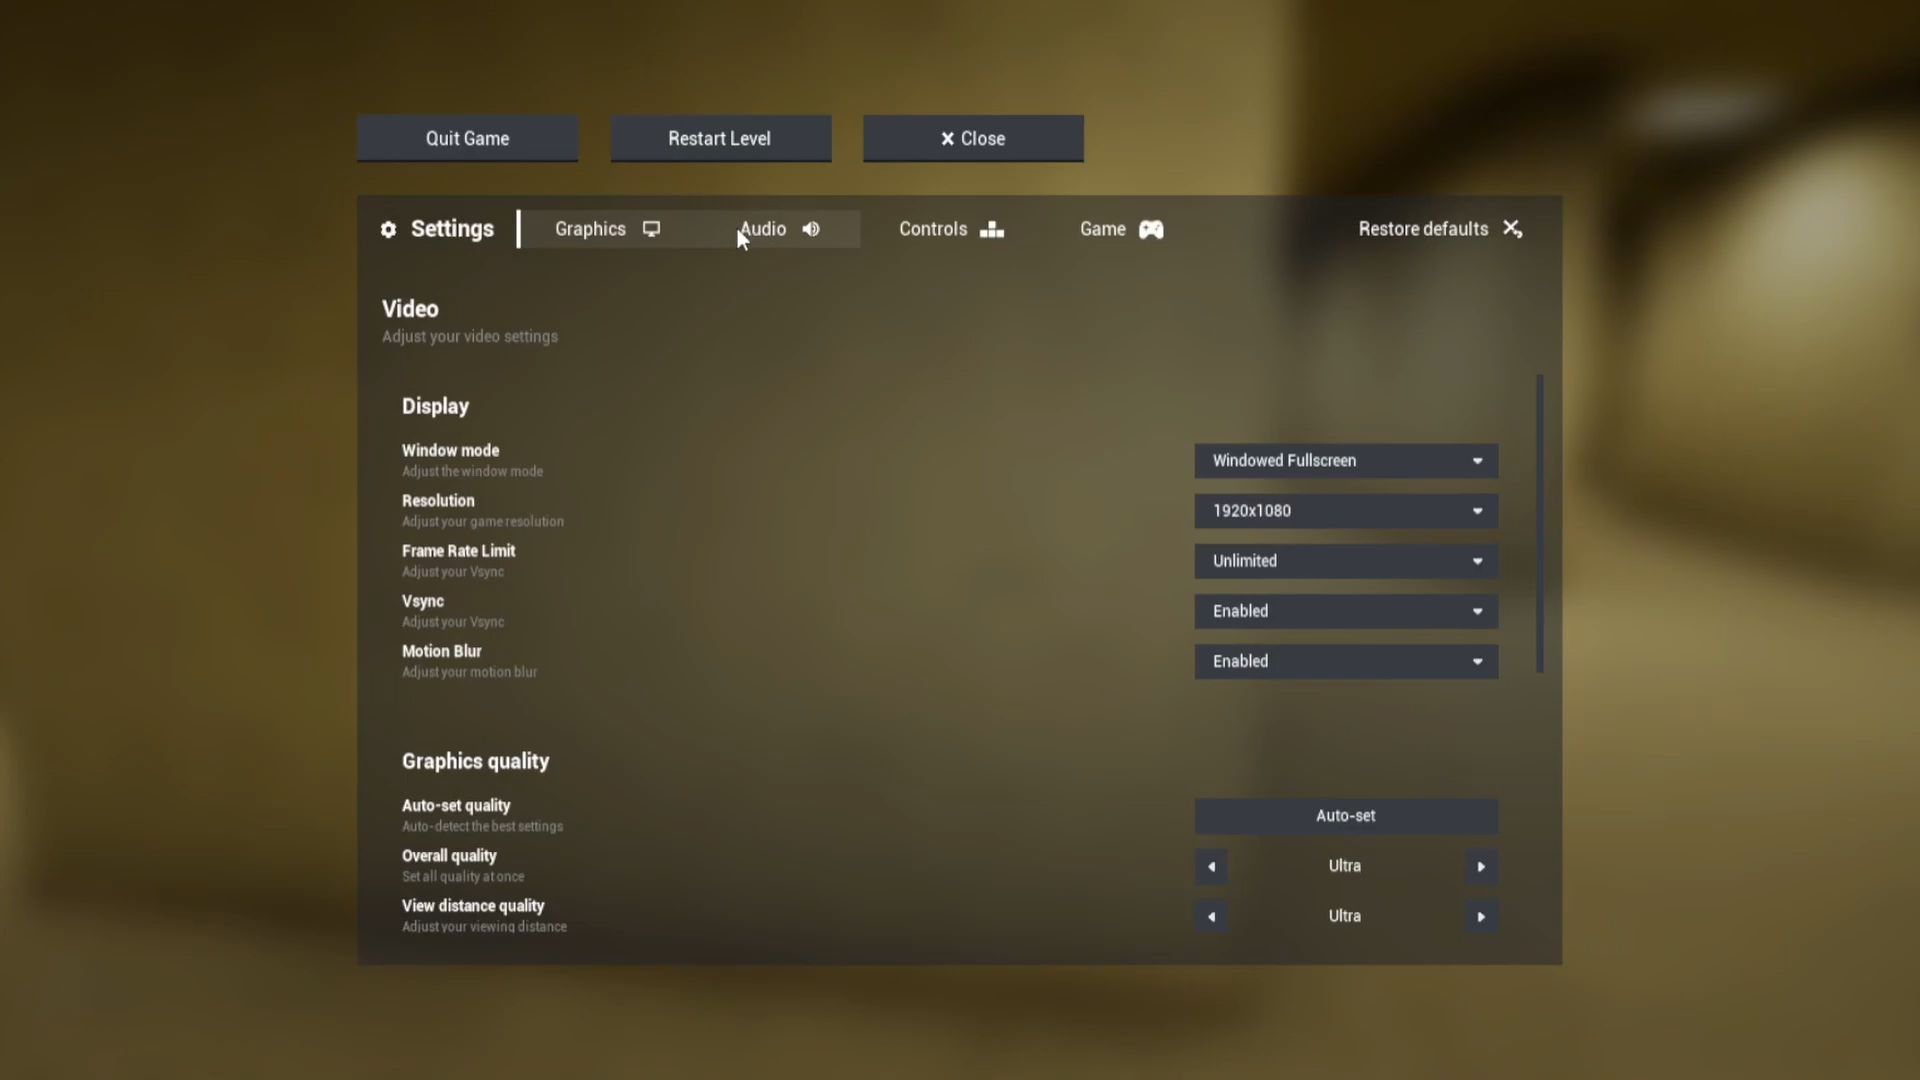 Quit Game
Restart Level
Close
Settings
Graphics
Audio
Controls
Game
Restore defaults
Video
Adjust your video settings
Display
Window mode
Adjust the window mode
Windowed Fullscreen
Resolution
Adjust your game resolution
1920x1080
Frame Rate Limit
Adjust your Vsync
Unlimited
Vsync
Adjust your Vsync
Enabled
Motion Blur
Adjust your motion blur
Enabled
Graphics quality
Auto-set quality
Auto-detect the best settings
Auto-set
Overall quality
Set all quality at once
Ultra
View distance quality
Adjust your viewing distance
Ultra